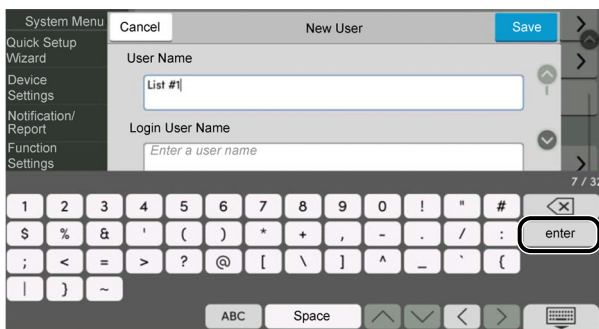 System Menu
Cancel
New User
Save
Quick Setup
Wizard
Device
Settings
Notification/
Report
Function
Settings
User Name
List #1
Login User Name
Enter a user name
7 / 32
1 2 3 4 5 6 7 8 9 0 ! " #
$ % & ' ( ) * + , - . / : enter
; < = > ? @ [ \ ] ^ _ ` {
| } ~
ABC Space